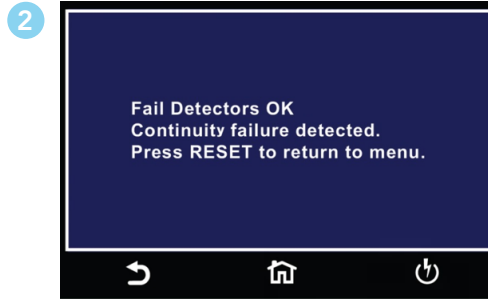 2
Fail Detectors OK
Continuity failure detected.
Press RESET to return to menu.